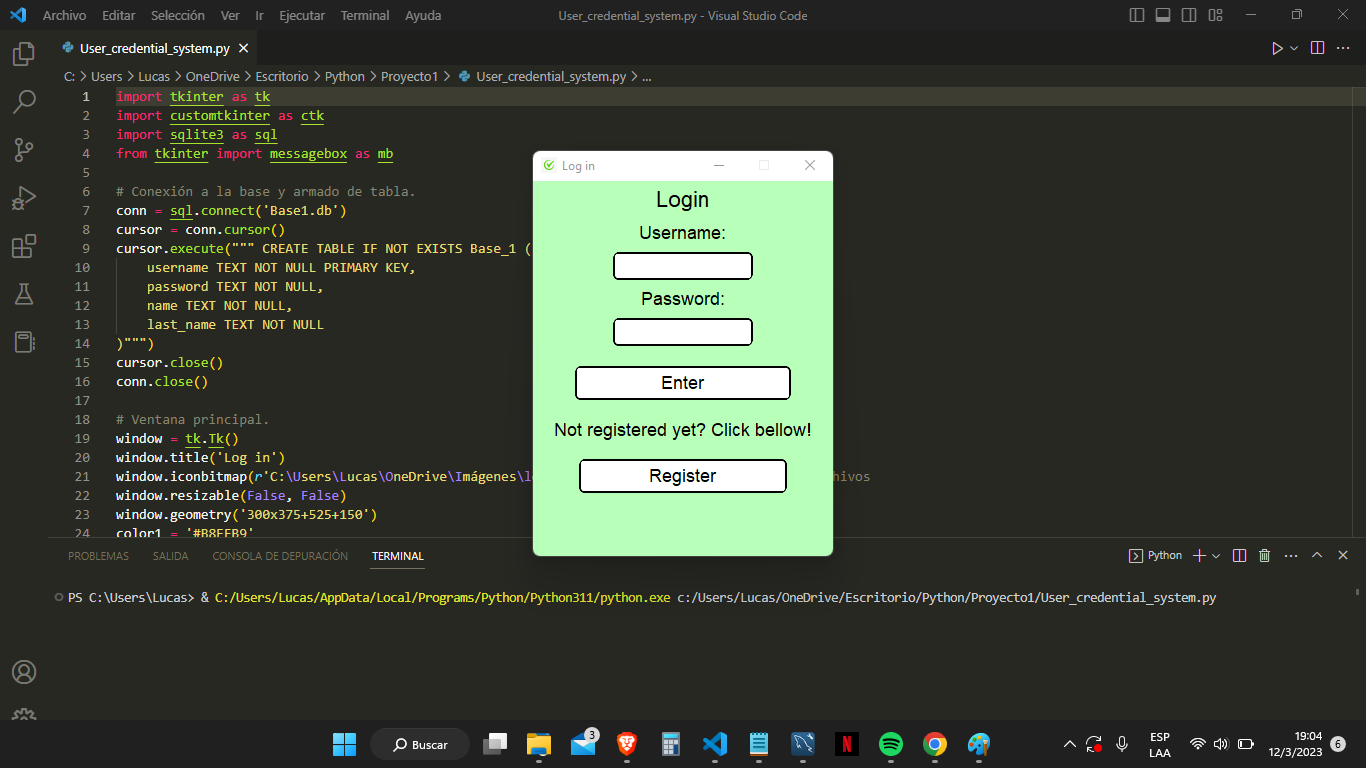 Archivo Editar Selección Ver Ir Ejecutar Terminal Ayuda
User_credential_system.py - Visual Studio Code
User_credential_system.py
C: > Users > Lucas > OneDrive > Escritorio > Python > Proyecto1 > User_credential_system.py > ...
1 import tkinter as tk
2 import customtkinter as ctk
3 import sqlite3 as sql
4 from tkinter import messagebox as mb
5
6 # Conexión a la base y armado de tabla.
7 conn = sql.connect('Base1.db')
8 cursor = conn.cursor()
9 cursor.execute(""" CREATE TABLE IF NOT EXISTS Base_1 (
10 username TEXT NOT NULL PRIMARY KEY,
11 password TEXT NOT NULL,
12 name TEXT NOT NULL,
13 last_name TEXT NOT NULL
14 )""")
15 cursor.close()
16 conn.close()
17
18 # Ventana principal.
19 window = tk.Tk()
20 window.title('Log in')
21 window.iconbitmap(r'C:\Users\Lucas\OneDrive\Imágenes\l
22 window.resizable(False, False)
23 window.geometry('300x375+525+150')
24 color1 = '#B8FFB9'
Log in
Login
Username:
Password:
Enter
Not registered yet? Click bellow!
Register
PROBLEMAS SALIDA CONSOLA DE DEPURACIÓN TERMINAL
Python
PS C:\Users\Lucas> & C:/Users/Lucas/AppData/Local/Programs/Python/Python311/python.exe c:/Users/Lucas/OneDrive/Escritorio/Python/Proyecto1/User_credential_system.py
Buscar
3
N
ESP
LAA
19:04
12/3/2023
6